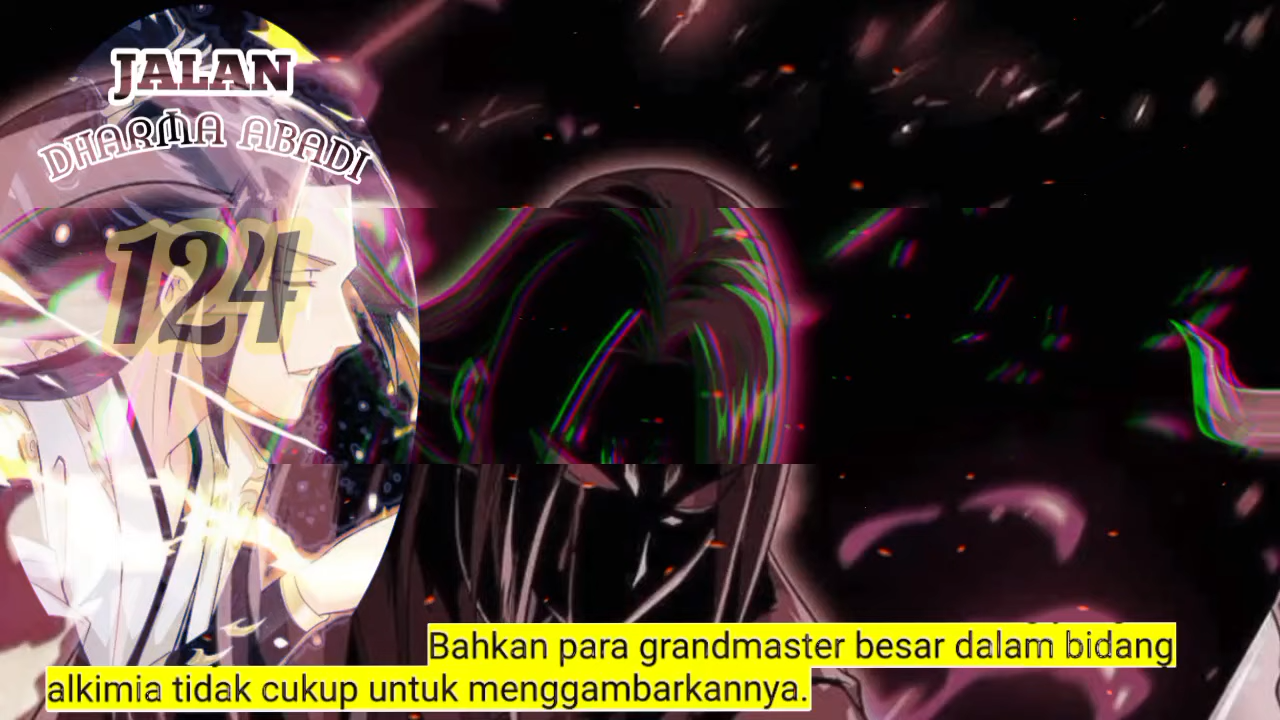 JALAN
DHARMA ABADI
124
Bahkan para grandmaster besar dalam bidang
alkimia tidak cukup untuk menggambarkannya.